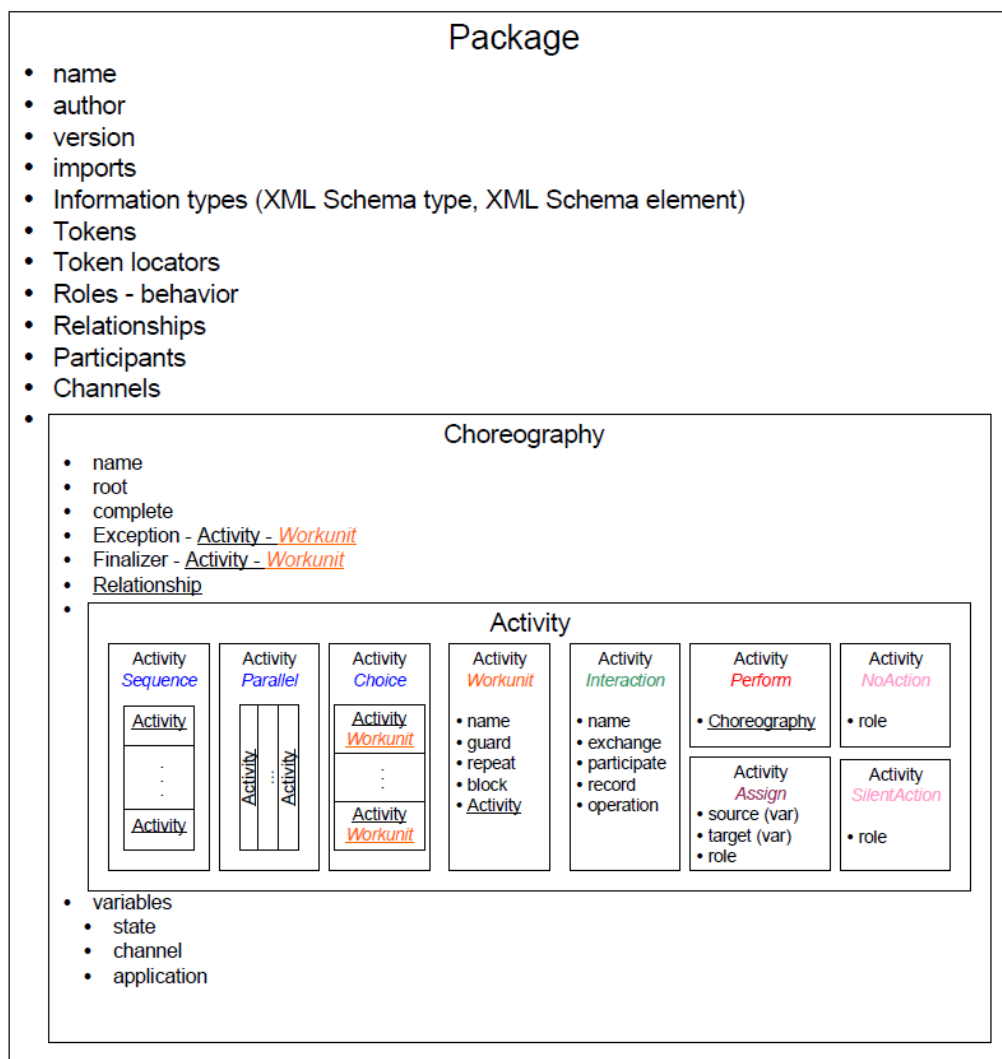 Package
• name
• author
• version
• imports
• Information types (XML Schema type, XML Schema element)
• Tokens
• Token locators
• Roles - behavior
• Relationships
• Participants
• Channels
•
Choreography
• name
• root
• complete
• Exception - Activity - Workunit
• Finalizer - Activity - Workunit
• Relationship
•
Activity
Activity
Sequence
Activity
.
.
.
Activity
Activity
Parallel
Activity
...
Activity
Activity
Choice
Activity
Workunit
.
.
.
Activity
Workunit
Activity
Workunit
• name
• guard
• repeat
• block
• Activity
Activity
Interaction
• name
• exchange
• participate
• record
• operation
Activity
Perform
• Choreography
Activity
Assign
• source (var)
• target (var)
• role
Activity
NoAction
• role
Activity
SilentAction
• role
• variables
• state
• channel
• application